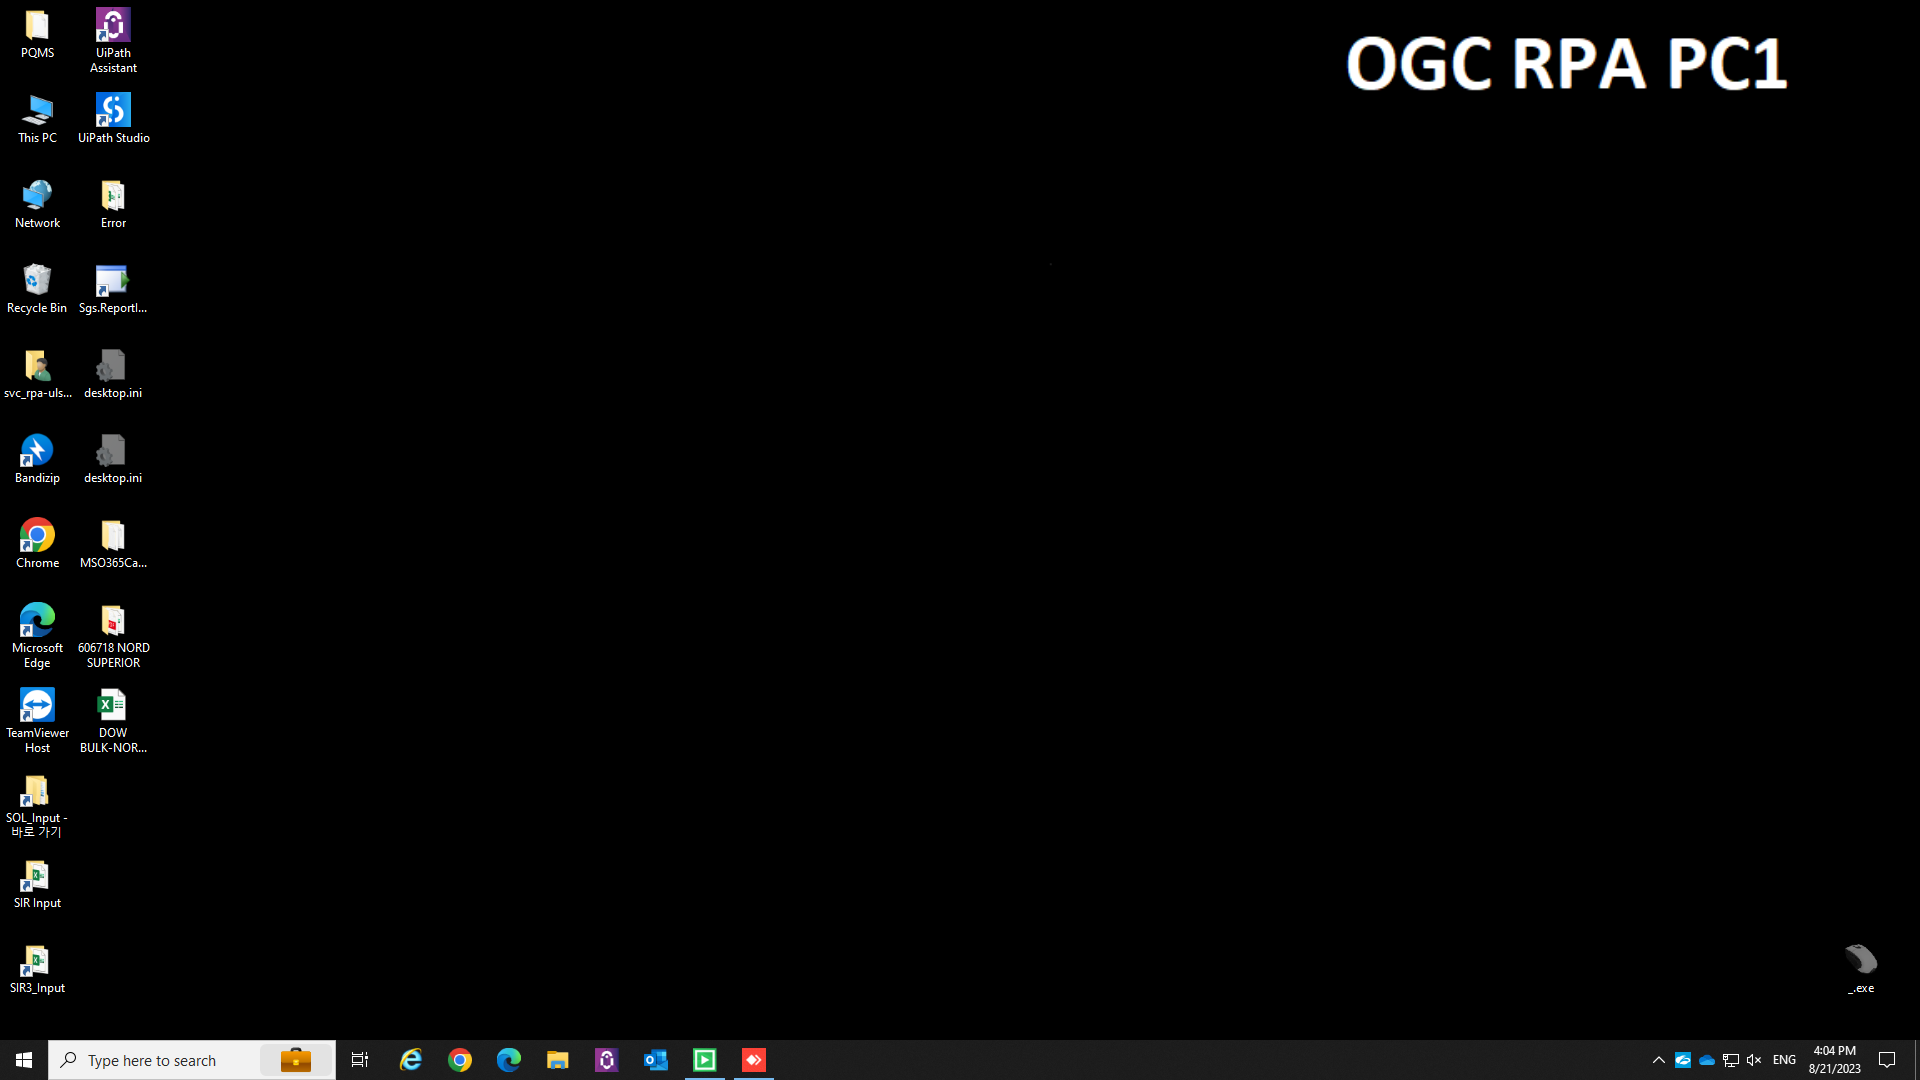 OGC RPA PC1
PQMS
UiPath
Assistant
This PC
UiPath Studio
Network
Error
Recycle Bin
Sgs.ReportI...
svc_rpa-uls...
desktop.ini
Bandizip
desktop.ini
Chrome
MSO365Ca...
Microsoft
Edge
606718 NORD
SUPERIOR
TeamViewer
Host
DOW
BULK-NOR...
SOL_Input -
바로 가기
SIR Input
SIR3_Input
_.exe
Type here to search
ENG
4:04 PM
8/21/2023